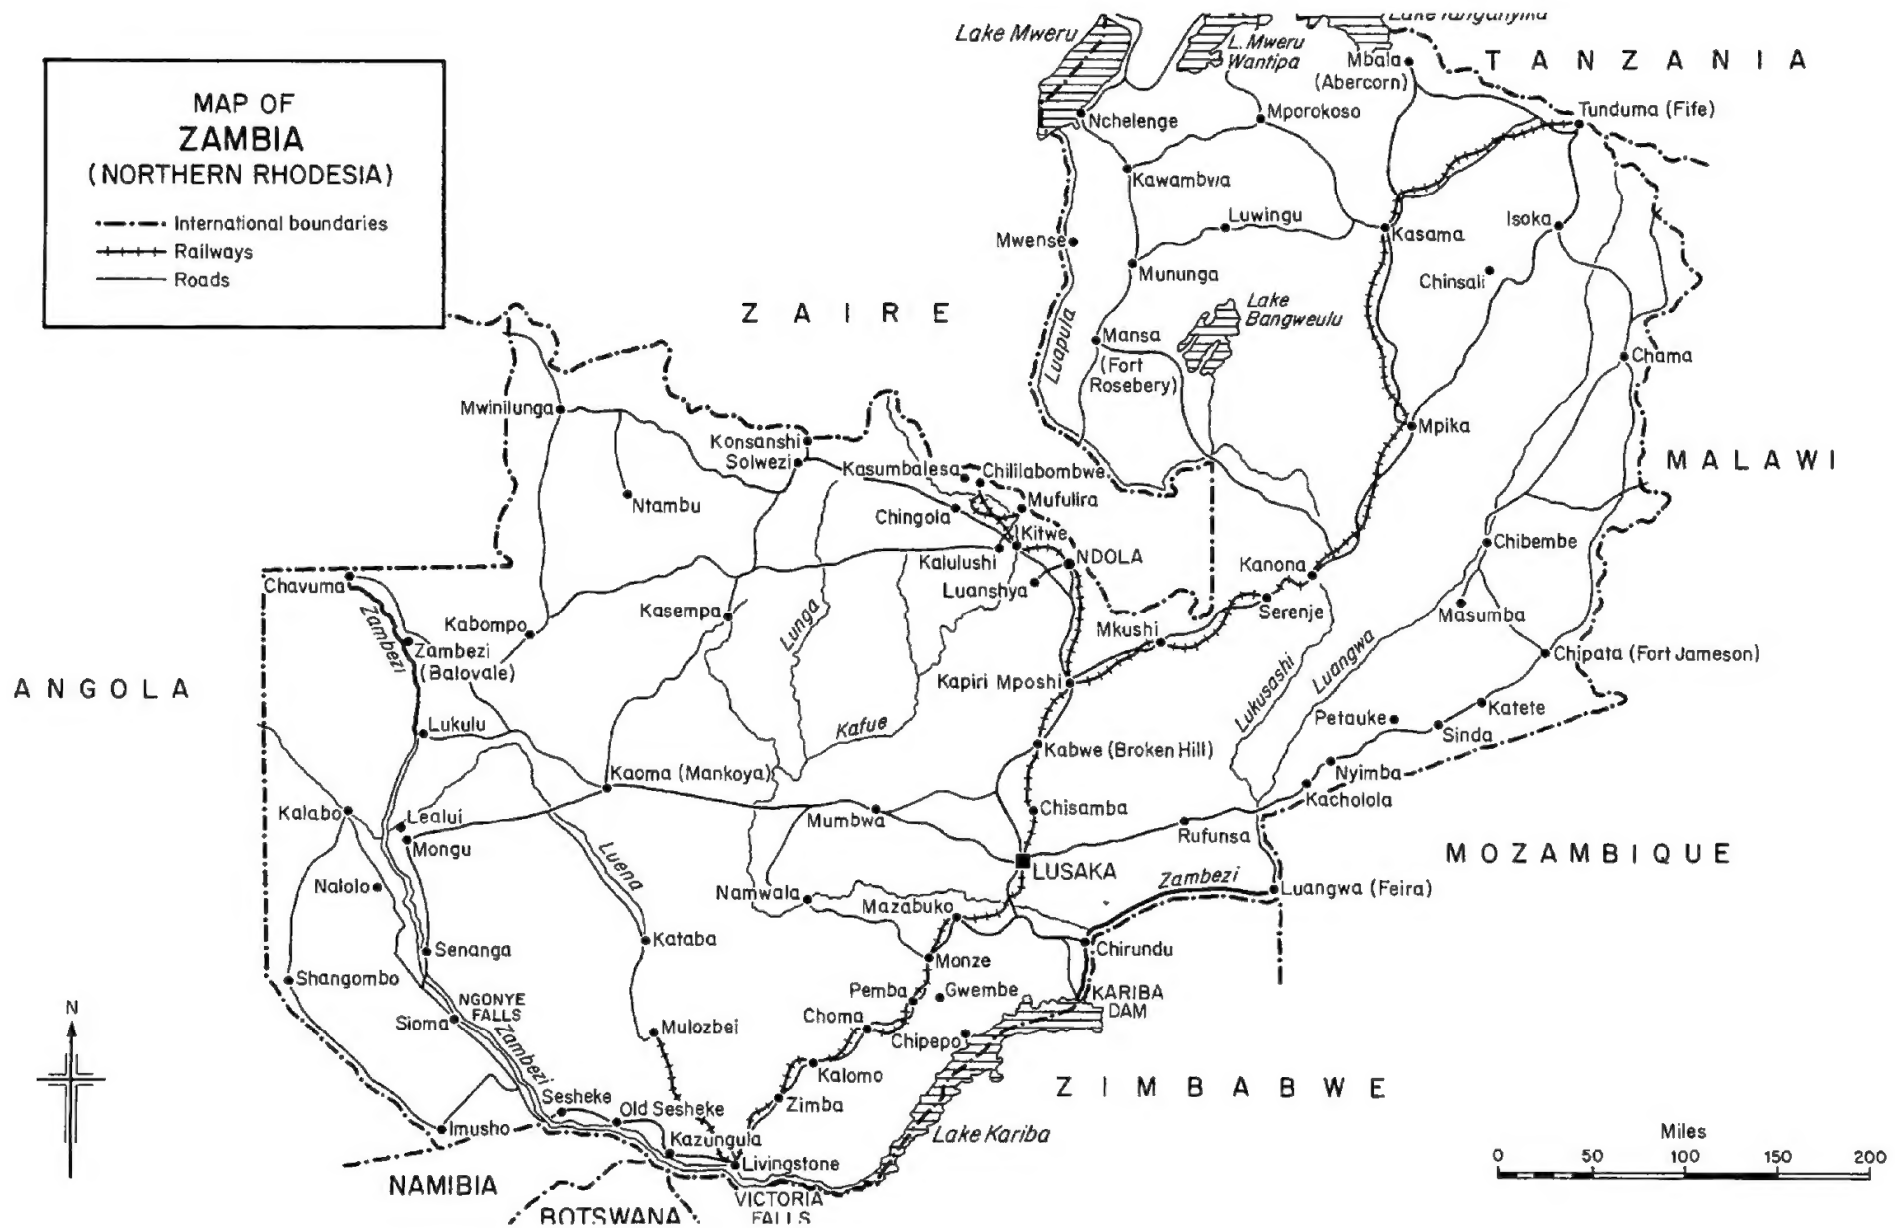 MAP OF
ZAMBIA
(NORTHERN RHODESIA)
International boundaries
Railways
Roads
Lake Mweru
L. Mweru
Wantipa
Lake Tanganyika
Mbala
(Abercorn)
TANZANIA
Tunduma (Fife)
Nchelenge
Mporokoso
Kawambwa
Luwingu
Mwense
Kasama
Isoka
Mununga
Chinsali
ZAIRE
Lake
Bangweulu
Luapula
Mansa
(Fort
Rosebery)
Chama
Mwinilunga
Mpika
Konsanshi
Solwezi
Kasumbalesa
Chililabombwe
MALAWI
Ntambu
Mufulira
Chingola
Kitwe
Chibembe
Kalulushi
NDOLA
Kanona
Luanshya
Chavuma
Zambezi
Kasempa
Lunga
Serenje
Masumba
Kabompo
Mkushi
Zambezi
(Balovale)
Luangwa
Chipata (Fort Jameson)
ANGOLA
Kapiri Mposhi
Lukusashi
Kafue
Petauke
Katete
Lukulu
Sinda
Kabwe (Broken Hill)
Kaoma (Mankoya)
Nyimba
Kacholola
Kalabo
Lealui
Mumbwa
Chisamba
Rufunsa
Mongu
Luena
MOZAMBIQUE
LUSAKA
Nalolo
Namwala
Zambezi
Luangwa (Feira)
Mazabuko
Senanga
Kataba
Chirundu
Monze
Shangombo
Pemba
Gwembe
KARIBA
DAM
NGONYE
FALLS
Sioma
Choma
Mulozbei
Chipepo
Zambezi
Kalomo
ZIMBABWE
Zimba
Sesheke
Old Sesheke
Imusho
Kazungula
Lake Kariba
Livingstone
NAMIBIA
VICTORIA
FALLS
BOTSWANA
N
Miles
0 50 100 150 200